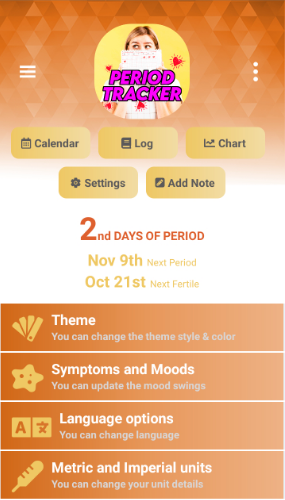 PERIOD
TRACKER
Calendar
Log
Chart
Settings
Add Note
2nd DAYS OF PERIOD
Nov 9th Next Period
Oct 21st Next Fertile
Theme
You can change the theme style & color
Symptoms and Moods
You can update the mood swings
A
Language options
You can change language
Metric and Imperial units
You can change your unit details